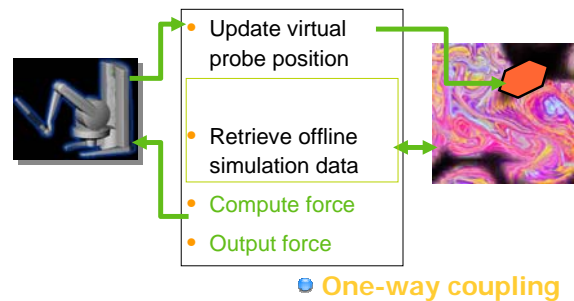 • Update virtual
probe position
• Retrieve offline
simulation data
• Compute force
• Output force
One-way coupling